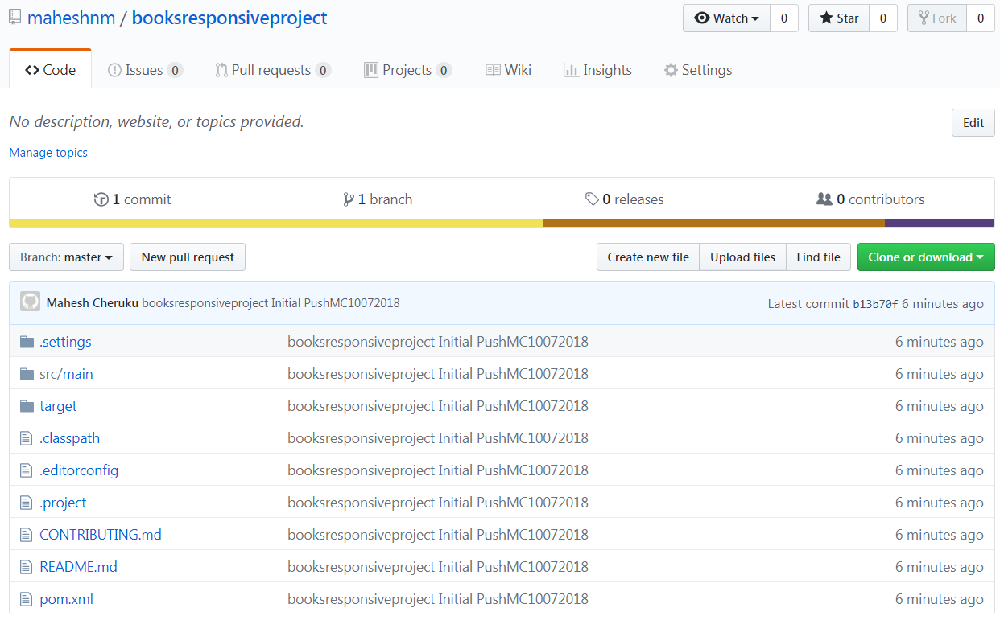 maheshnm / booksresponsiveproject Watch 0 Star 0 Fork 0
Code Issues 0 Pull requests 0 Projects 0 Wiki Insights Settings
No description, website, or topics provided. Edit
Manage topics
1 commit 1 branch 0 releases 0 contributors
Branch: master New pull request Create new file Upload files Find file Clone or download
Mahesh Cheruku booksresponsiveproject Initial PushMC10072018 Latest commit b13b70f 6 minutes ago
.settings booksresponsiveproject Initial PushMC10072018 6 minutes ago
src/main booksresponsiveproject Initial PushMC10072018 6 minutes ago
target booksresponsiveproject Initial PushMC10072018 6 minutes ago
.classpath booksresponsiveproject Initial PushMC10072018 6 minutes ago
.editorconfig booksresponsiveproject Initial PushMC10072018 6 minutes ago
.project booksresponsiveproject Initial PushMC10072018 6 minutes ago
CONTRIBUTING.md booksresponsiveproject Initial PushMC10072018 6 minutes ago
README.md booksresponsiveproject Initial PushMC10072018 6 minutes ago
pom.xml booksresponsiveproject Initial PushMC10072018 6 minutes ago